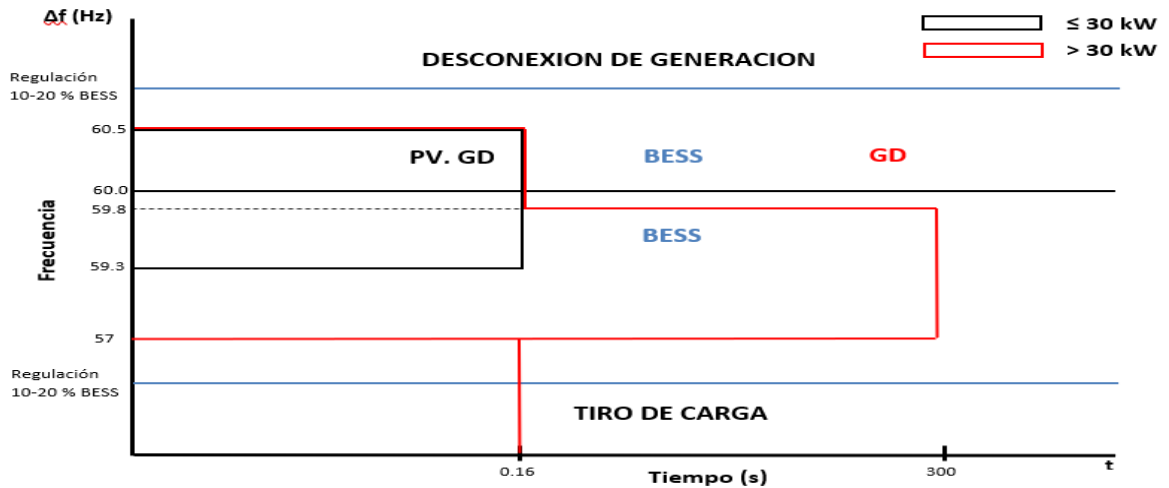 Δf (Hz)
≤ 30 kW
> 30 kW
DESCONEXION DE GENERACION
Regulación
10-20 % BESS
60.5
PV. GD
BESS
GD
60.0
59.8
Frecuencia
BESS
59.3
57
Regulación
10-20 % BESS
TIRO DE CARGA
0.16
Tiempo (s)
300
t